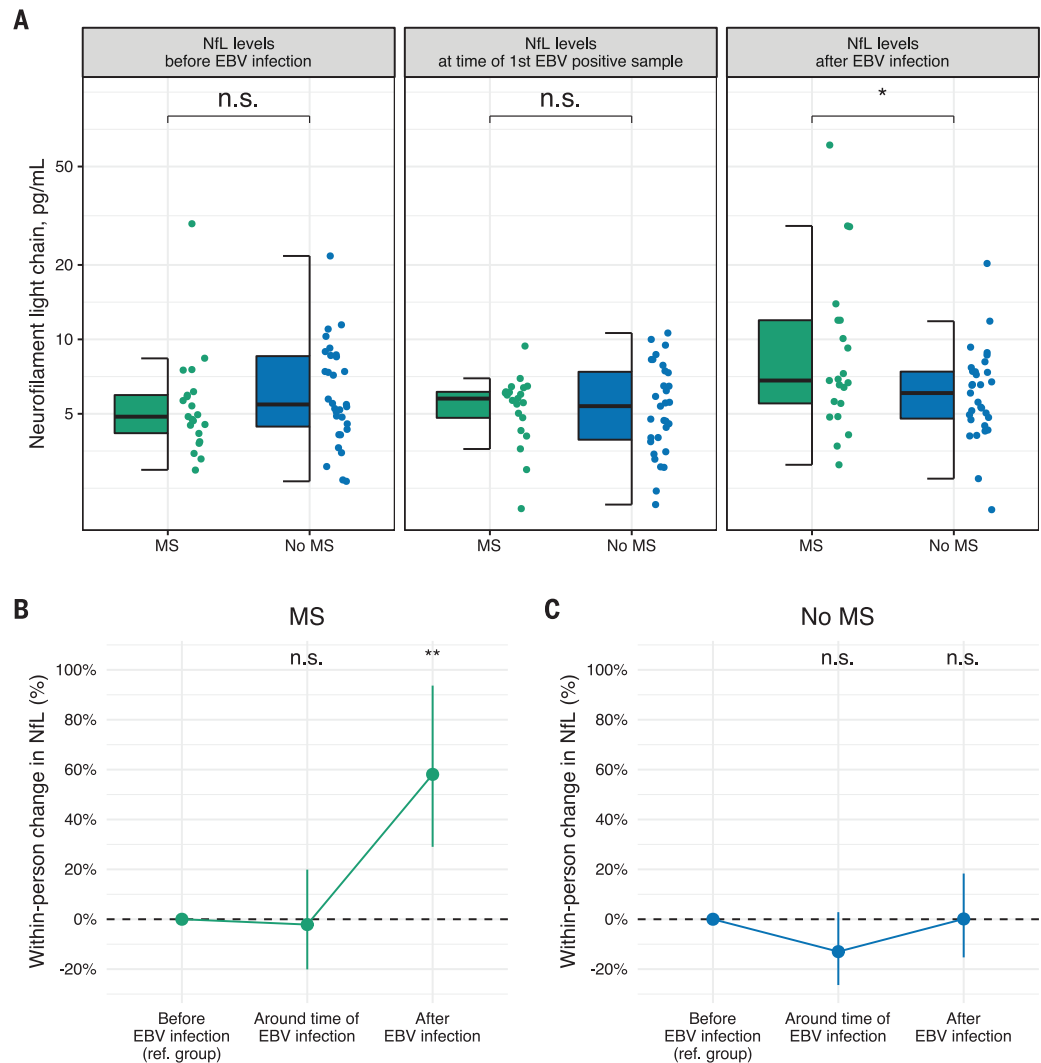 A
NfL levels
before EBV infection
NfL levels
at time of 1st EBV positive sample
NfL levels
after EBV infection
n.s.
n.s.
*
Neurofilament light chain, pg/mL
50
20
10
5
MS
No MS
MS
No MS
MS
No MS
B
MS
n.s.
**
Within-person change in NfL (%)
100%
80%
60%
40%
20%
0%
-20%
Before
EBV infection
(ref. group)
Around time of
EBV infection
After
EBV infection
C
No MS
n.s.
n.s.
Within-person change in NfL (%)
100%
80%
60%
40%
20%
0%
-20%
Before
EBV infection
(ref. group)
Around time of
EBV infection
After
EBV infection